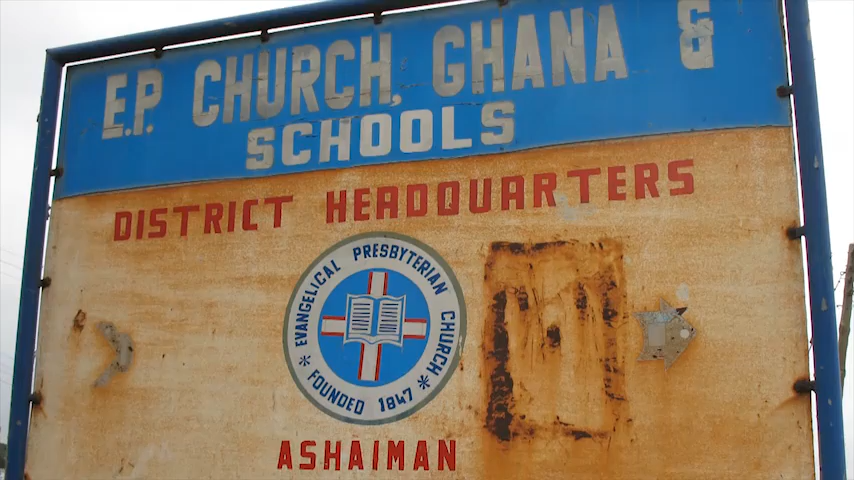 E.P. CHURCH, GHANA &
SCHOOLS
DISTRICT HEADQUARTERS
EVANGELICAL PRESBYTERIAN CHURCH
* FOUNDED 1847 *
ASHAIMAN